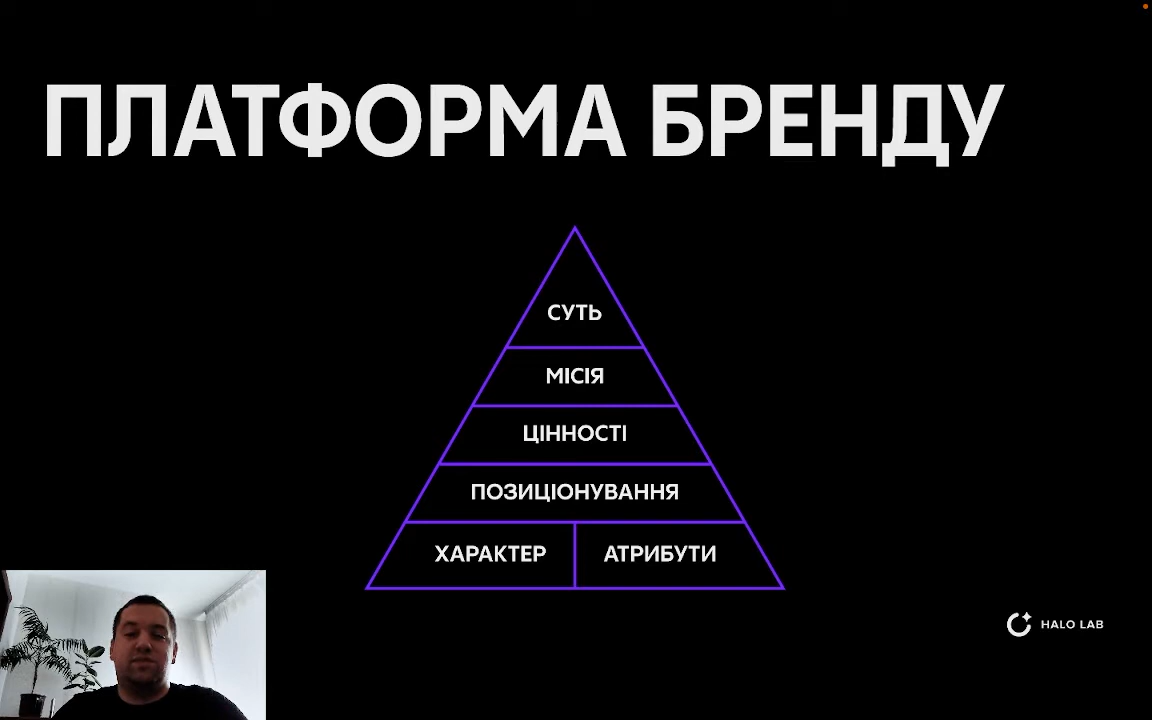 ПЛАТФОРМА БРЕНДУ
СУТЬ
МІСІЯ
ЦІННОСТІ
ПОЗИЦІОНУВАННЯ
ХАРАКТЕР
АТРИБУТИ
HALO LAB